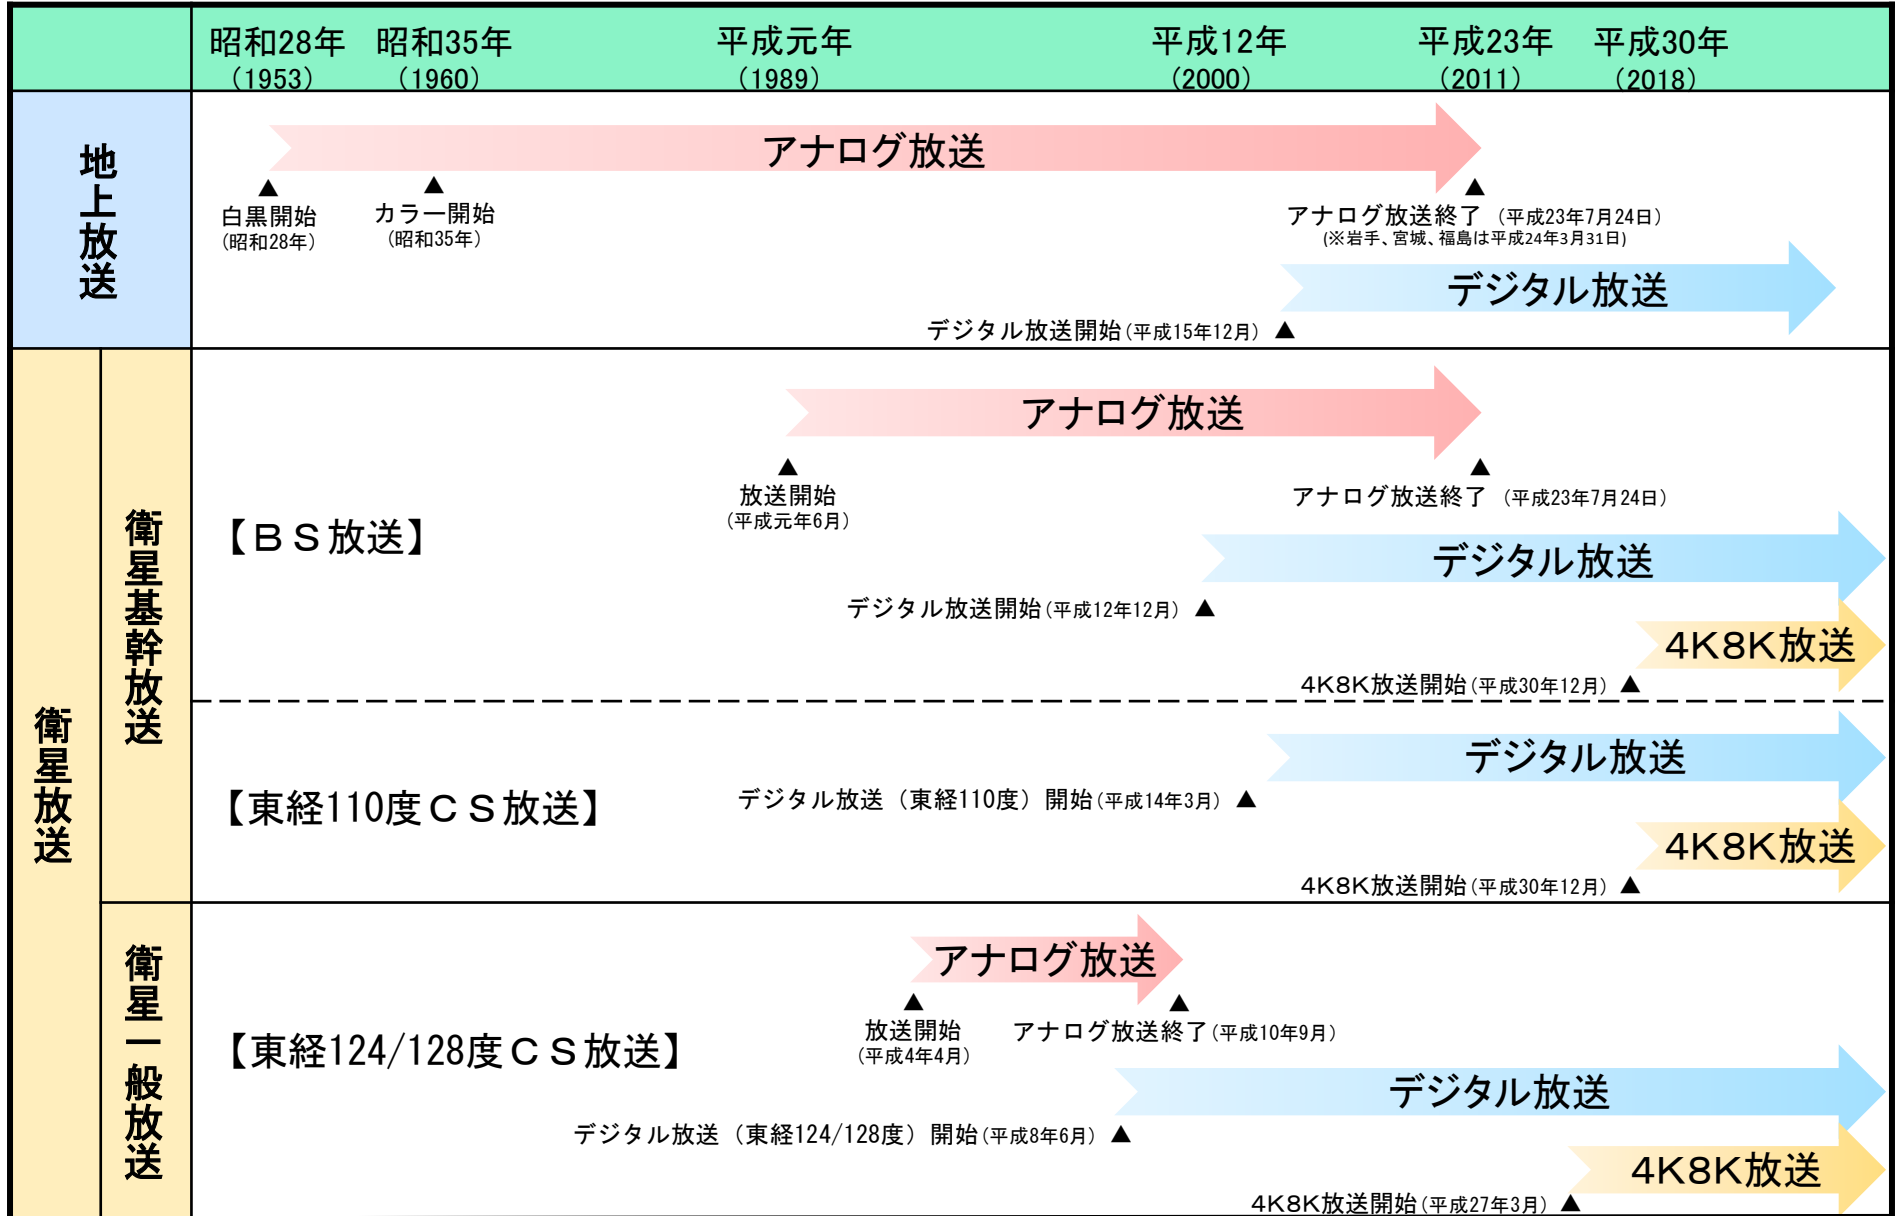 昭和28年 昭和35年 平成元年 平成12年 平成23年 平成30年
(1953) (1960) (1989) (2000) (2011) (2018)
地上放送
アナログ放送
白黒開始
(昭和28年)
カラー開始
(昭和35年)
アナログ放送終了 (平成23年7月24日)
(※岩手、宮城、福島は平成24年3月31日)
デジタル放送
デジタル放送開始(平成15年12月) ▲
衛星放送
衛星基幹放送
【BS放送】
アナログ放送
放送開始
(平成元年6月)
アナログ放送終了 (平成23年7月24日)
デジタル放送
デジタル放送開始(平成12年12月) ▲
4K8K放送
4K8K放送開始(平成30年12月) ▲
【東経110度CS放送】
デジタル放送
デジタル放送(東経110度)開始(平成14年3月) ▲
4K8K放送
4K8K放送開始(平成30年12月) ▲
衛星一般放送
【東経124/128度CS放送】
アナログ放送
放送開始
(平成4年4月)
アナログ放送終了(平成10年9月)
デジタル放送
デジタル放送(東経124/128度)開始(平成8年6月) ▲
4K8K放送
4K8K放送開始(平成27年3月) ▲